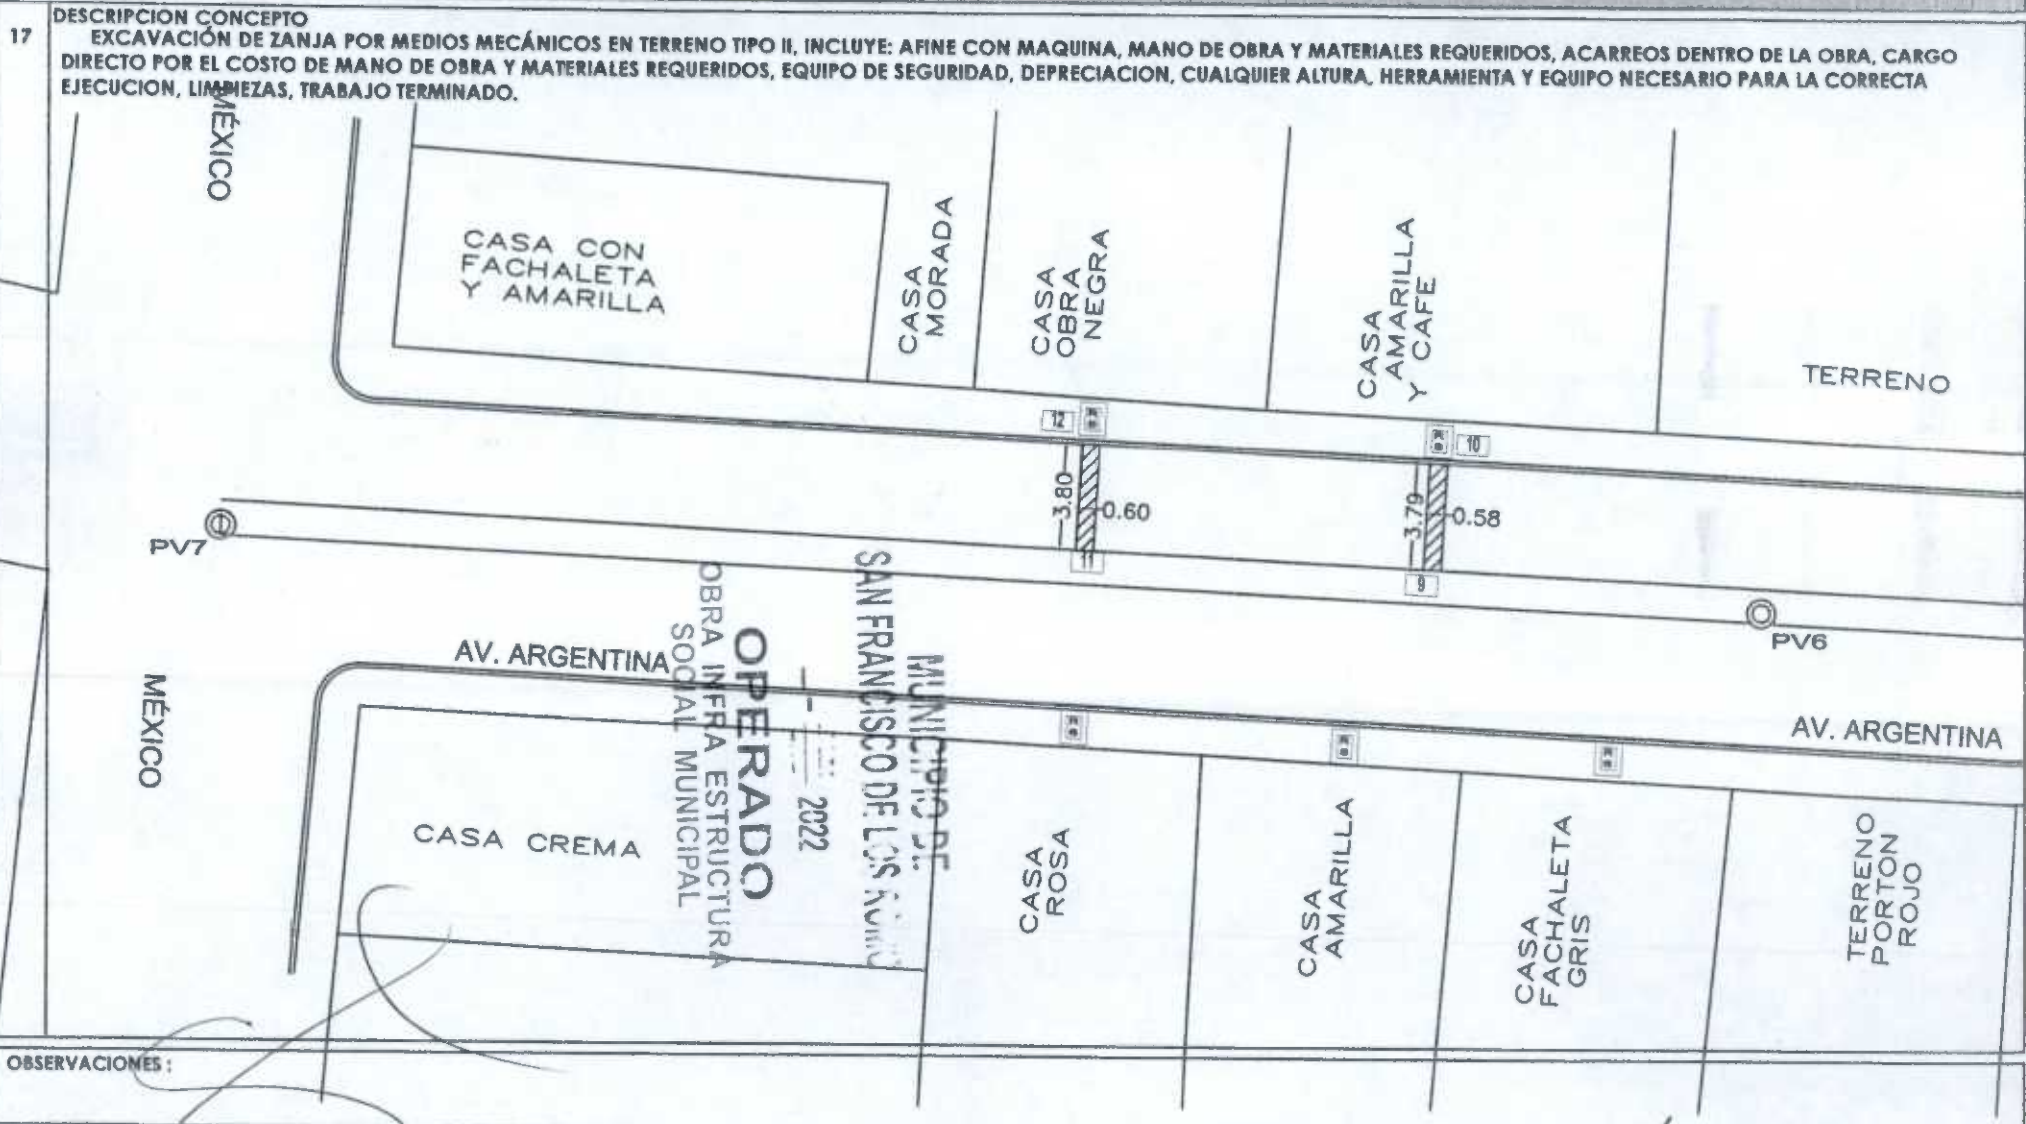 DESCRIPCION CONCEPTO
17
EXCAVACIÓN DE ZANJA POR MEDIOS MECÁNICOS EN TERRENO TIPO II, INCLUYE: AFINE CON MAQUINA, MANO DE OBRA Y MATERIALES REQUERIDOS, ACARREOS DENTRO DE LA OBRA, CARGO
DIRECTO POR EL COSTO DE MANO DE OBRA Y MATERIALES REQUERIDOS, EQUIPO DE SEGURIDAD, DEPRECIACION, CUALQUIER ALTURA, HERRAMIENTA Y EQUIPO NECESARIO PARA LA CORRECTA
EJECUCION, LIMPIEZAS, TRABAJO TERMINADO.
MÉXICO
CASA CON
FACHALETA
Y AMARILLA
CASA
MORADA
CASA
OBRA
NEGRA
CASA
AMARILLA
Y CAFE
TERRENO
12
10
3.80
0.60
3.79
0.58
11
9
PV7
PV6
AV. ARGENTINA
AV. ARGENTINA
MÉXICO
MUNICIPIO DE
SAN FRANCISCO DE LOS
2022
OPERADO
OBRA INFRA ESTRUCTURA
SOCIAL MUNICIPAL
CASA CREMA
CASA
ROSA
CASA
AMARILLA
CASA
FACHALETA
GRIS
TERRENO
PORTON
ROJO
OBSERVACIONES: